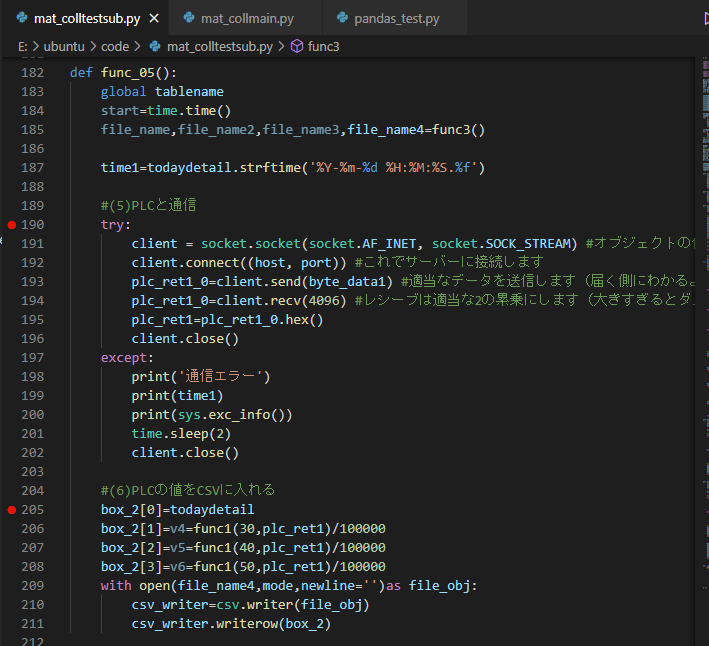 mat_colltestsub.py
mat_collmain.py
pandas_test.py
E: > ubuntu > code > mat_colltestsub.py > func3
182 def func_05():
183 global tablename
184 start=time.time()
185 file_name,file_name2,file_name3,file_name4=func3()
186
187 time1=todaydetail.strftime('%Y-%m-%d %H:%M:%S.%f')
188
189 #(5)PLCと通信
190 try:
191 client = socket.socket(socket.AF_INET, socket.SOCK_STREAM) #オブジェクトの
192 client.connect((host, port)) #これでサーバーに接続します
193 plc_ret1_0=client.send(byte_data1) #適当なデータを送信します（届く側にわかる
194 plc_ret1_0=client.recv(4096) #レシーブは適当な2の累乗にします（大きすぎるとダ
195 plc_ret1=plc_ret1_0.hex()
196 client.close()
197 except:
198 print('通信エラー')
199 print(time1)
200 print(sys.exc_info())
201 time.sleep(2)
202 client.close()
203
204 #(6)PLCの値をCSVに入れる
205 box_2[0]=todaydetail
206 box_2[1]=v4=func1(30,plc_ret1)/100000
207 box_2[2]=v5=func1(40,plc_ret1)/100000
208 box_2[3]=v6=func1(50,plc_ret1)/100000
209 with open(file_name4,mode,newline='')as file_obj:
210 csv_writer=csv.writer(file_obj)
211 csv_writer.writerow(box_2)
212